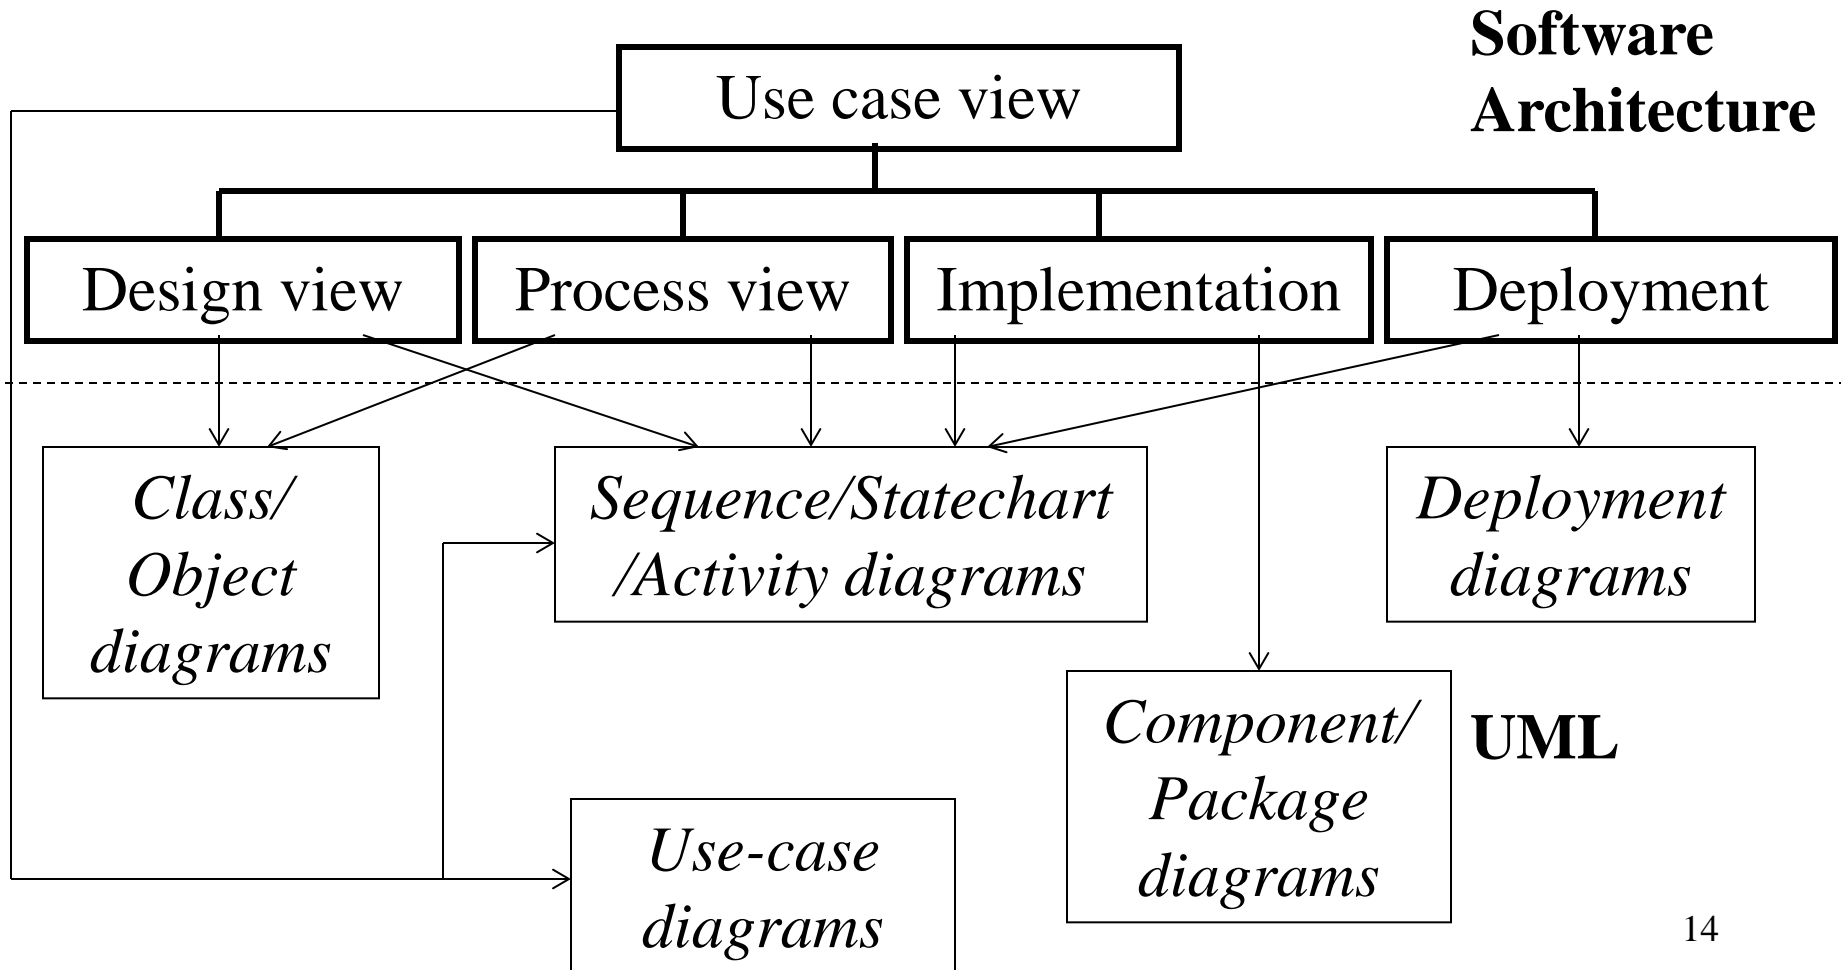 Software
Architecture
Use case view
Design view
Process view
Implementation
Deployment
Class/
Object
diagrams
Sequence/Statechart
/Activity diagrams
Deployment
diagrams
Component/
Package
diagrams
UML
Use-case
diagrams
14